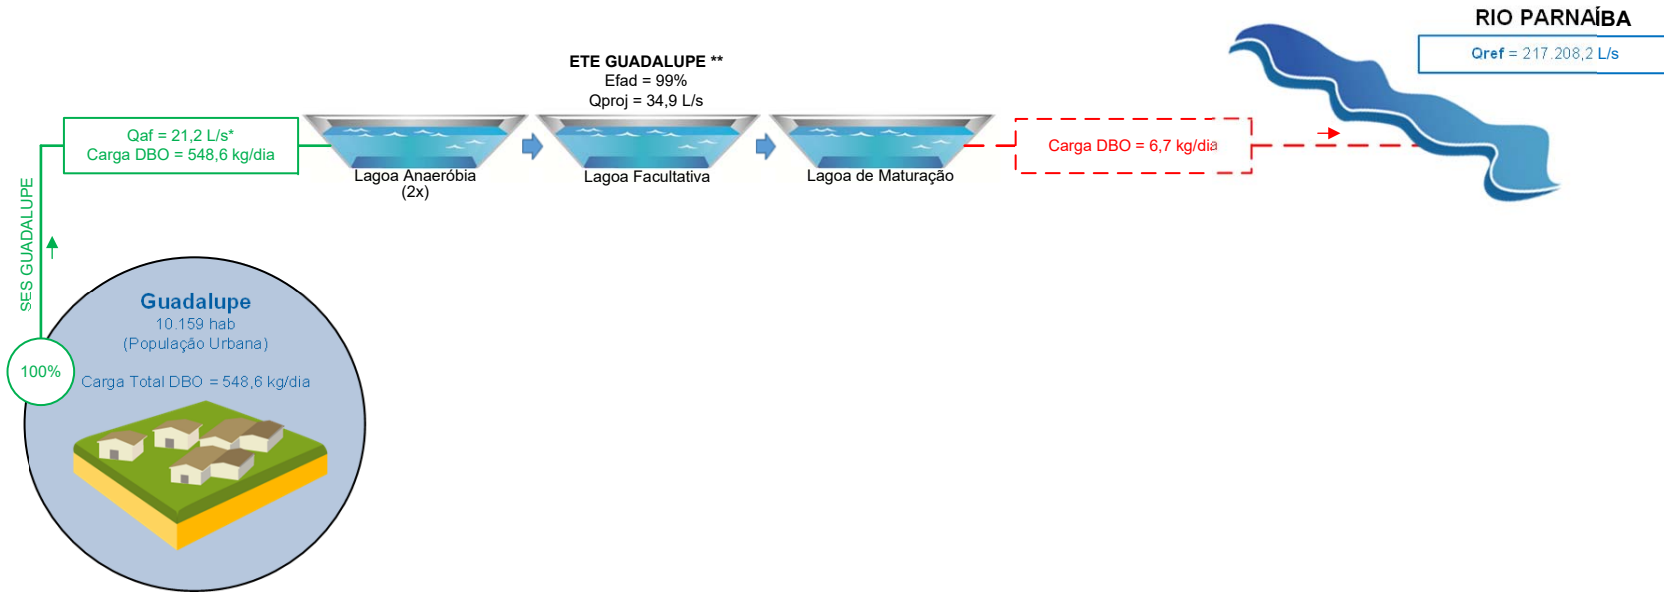 RIO PARNAÍBA
Qref = 217.208,2 L/s
ETE GUADALUPE **
Efad = 99%
Qproj = 34,9 L/s
Qaf = 21,2 L/s*
Carga DBO = 548,6 kg/dia
Lagoa Anaeróbia
(2x)
Lagoa Facultativa
Lagoa de Maturação
Carga DBO = 6,7 kg/dia
SES GUADALUPE
100%
Guadalupe
10.159 hab
(População Urbana)
Carga Total DBO = 548,6 kg/dia